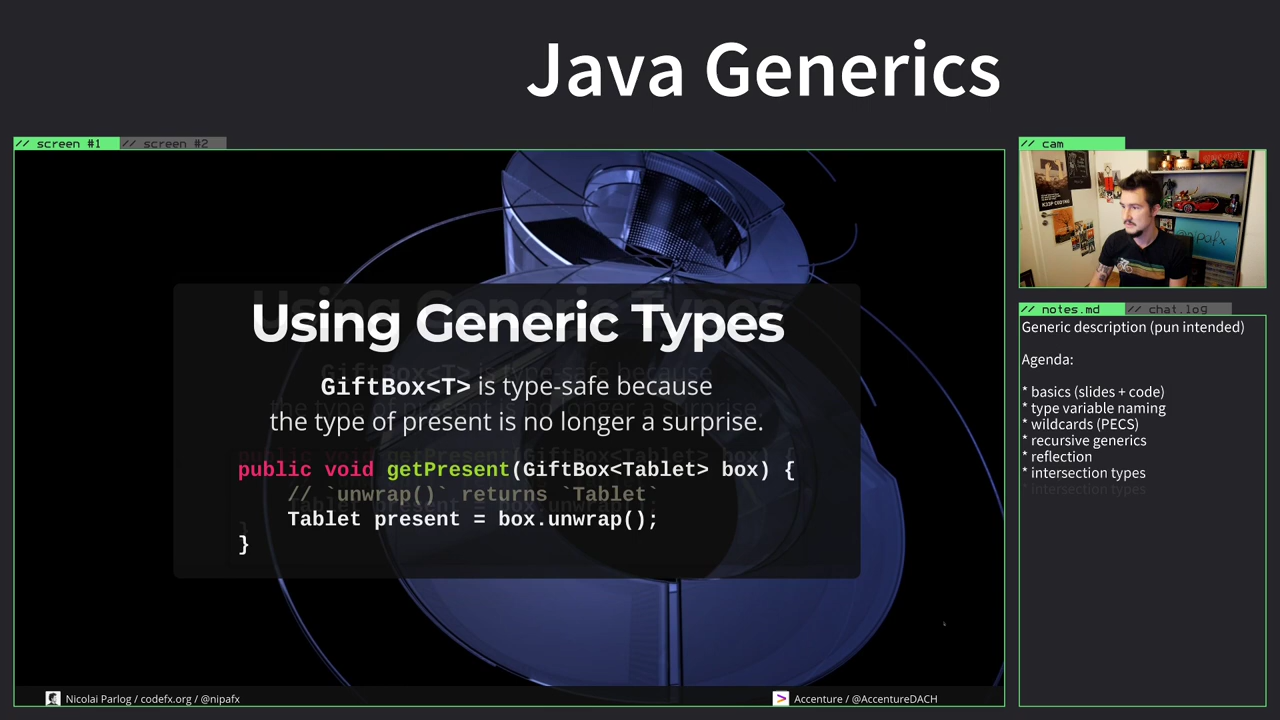 Java Generics
// screen #1
// screen #2
Using Generic Types
GiftBox<T> is type-safe because
the type of present is no longer a surprise.
public void getPresent(GiftBox<Tablet> box) {
// `unwrap()` returns `Tablet`
Tablet present = box.unwrap();
}
Nicolai Parlog / codefx.org / @nipafx
Accenture / @AccentureDACH
// cam
@nipafx
// notes.md
// chat.log
Generic description (pun intended)
Agenda:
* basics (slides + code)
* type variable naming
* wildcards (PECS)
* recursive generics
* reflection
* intersection types